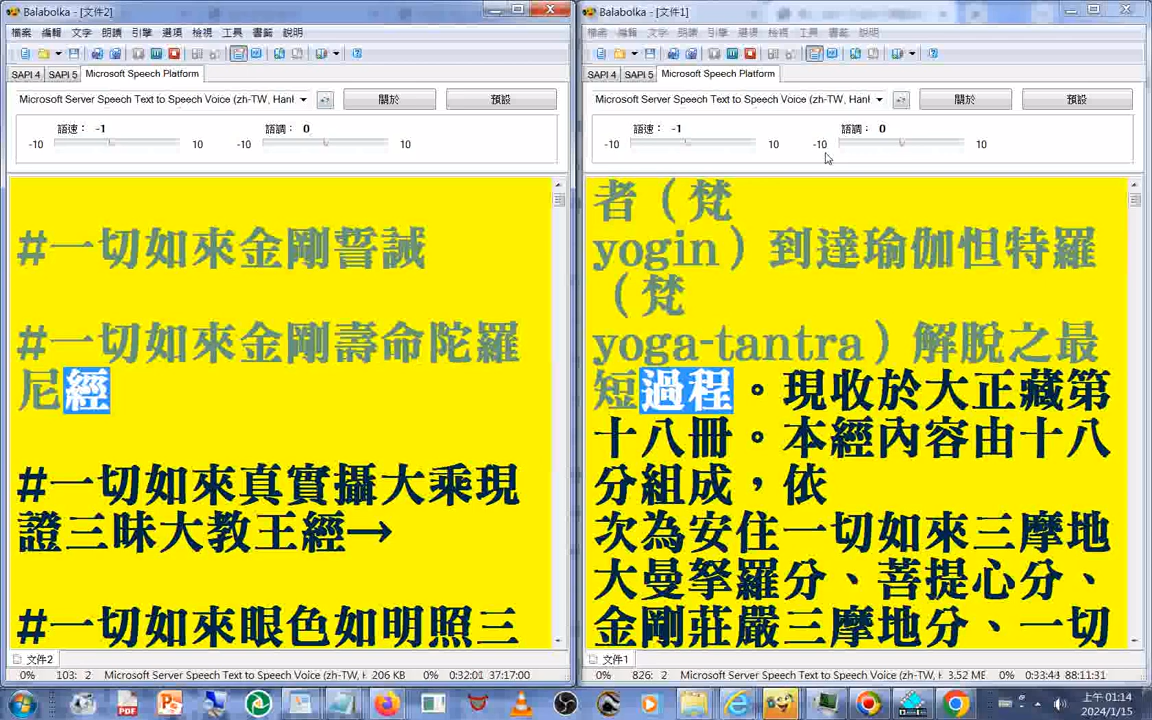 Balabolka - [文件2]
檔案 編輯 文字 朗讀 引擎 選項 檢視 工具 書籤 說明
SAPI 4 SAPI 5 Microsoft Speech Platform
Microsoft Server Speech Text to Speech Voice (zh-TW, Hanl
關於 預設
語速： -1 語調： 0
-10 10 -10 10
#一切如來金剛誓誡
#一切如來金剛壽命陀羅
尼經
#一切如來真實攝大乘現
證三昧大教王經→
#一切如來眼色如明照三
文件2
0% 103: 2 Microsoft Server Speech Text to Speech Voice (zh-TW, H 206 KB 0% 0:32:01 37:17:00
Balabolka - [文件1]
檔案 編輯 文字 朗讀 引擎 選項 檢視 工具 書籤 說明
SAPI 4 SAPI 5 Microsoft Speech Platform
Microsoft Server Speech Text to Speech Voice (zh-TW, Hanl
關於 預設
語速： -1 語調： 0
-10 10 -10 10
者（梵
yogin）到達瑜伽怛特羅
（梵
yoga-tantra）解脫之最
短過程。現收於大正藏第
十八冊。本經內容由十八
分組成，依
次為安住一切如來三摩地
大曼拏羅分、菩提心分、
金剛莊嚴三摩地分、一切
文件1
0% 826: 2 Microsoft Server Speech Text to Speech Voice (zh-TW, H 3.52 MB 0% 0:33:44 88:11:31
PDF
上午 01:14
2024/1/15